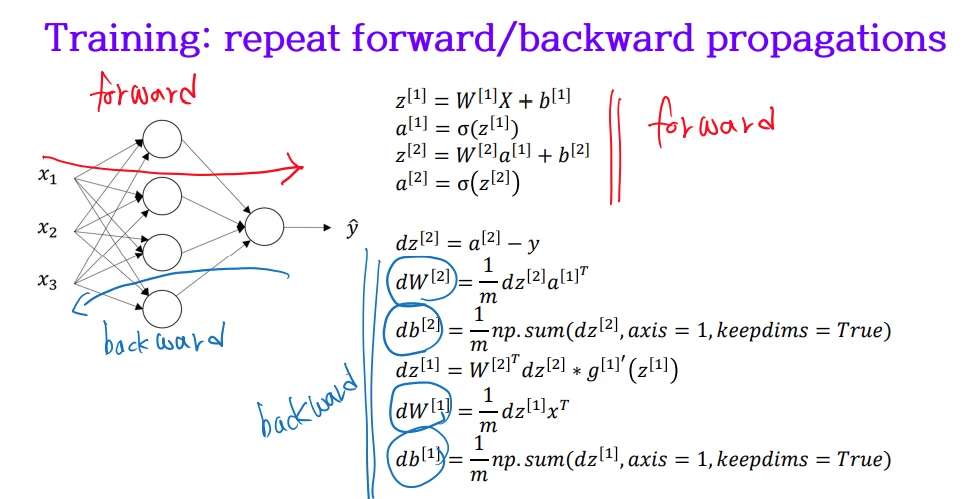 Training: repeat forward/backward propagations
forward
z^[1] = W^[1]X + b^[1]
a^[1] = σ(z^[1])
z^[2] = W^[2]a^[1] + b^[2]
a^[2] = σ(z^[2])
forward
x₁
x₂
x₃
ŷ
backward
dz^[2] = a^[2] − y
dW^[2] = 1/m dz^[2]a^[1]^T
db^[2] = 1/m np.sum(dz^[2], axis = 1, keepdims = True)
dz^[1] = W^[2]^T dz^[2] ∗ g^[1]′(z^[1])
dW^[1] = 1/m dz^[1]x^T
db^[1] = 1/m np.sum(dz^[1], axis = 1, keepdims = True)
backward